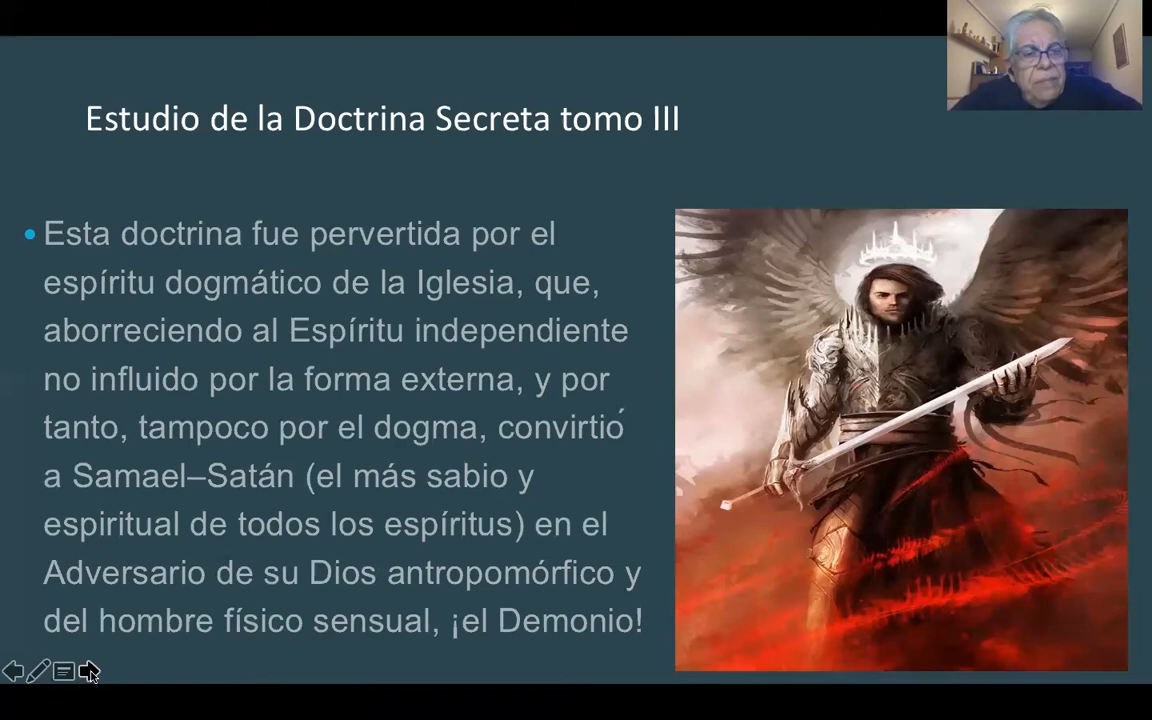 Estudio de la Doctrina Secreta tomo III
• Esta doctrina fue pervertida por el
espíritu dogmático de la Iglesia, que,
aborreciendo al Espíritu independiente
no influido por la forma externa, y por
tanto, tampoco por el dogma, convirtió
a Samael–Satán (el más sabio y
espiritual de todos los espíritus) en el
Adversario de su Dios antropomórfico y
del hombre físico sensual, ¡el Demonio!